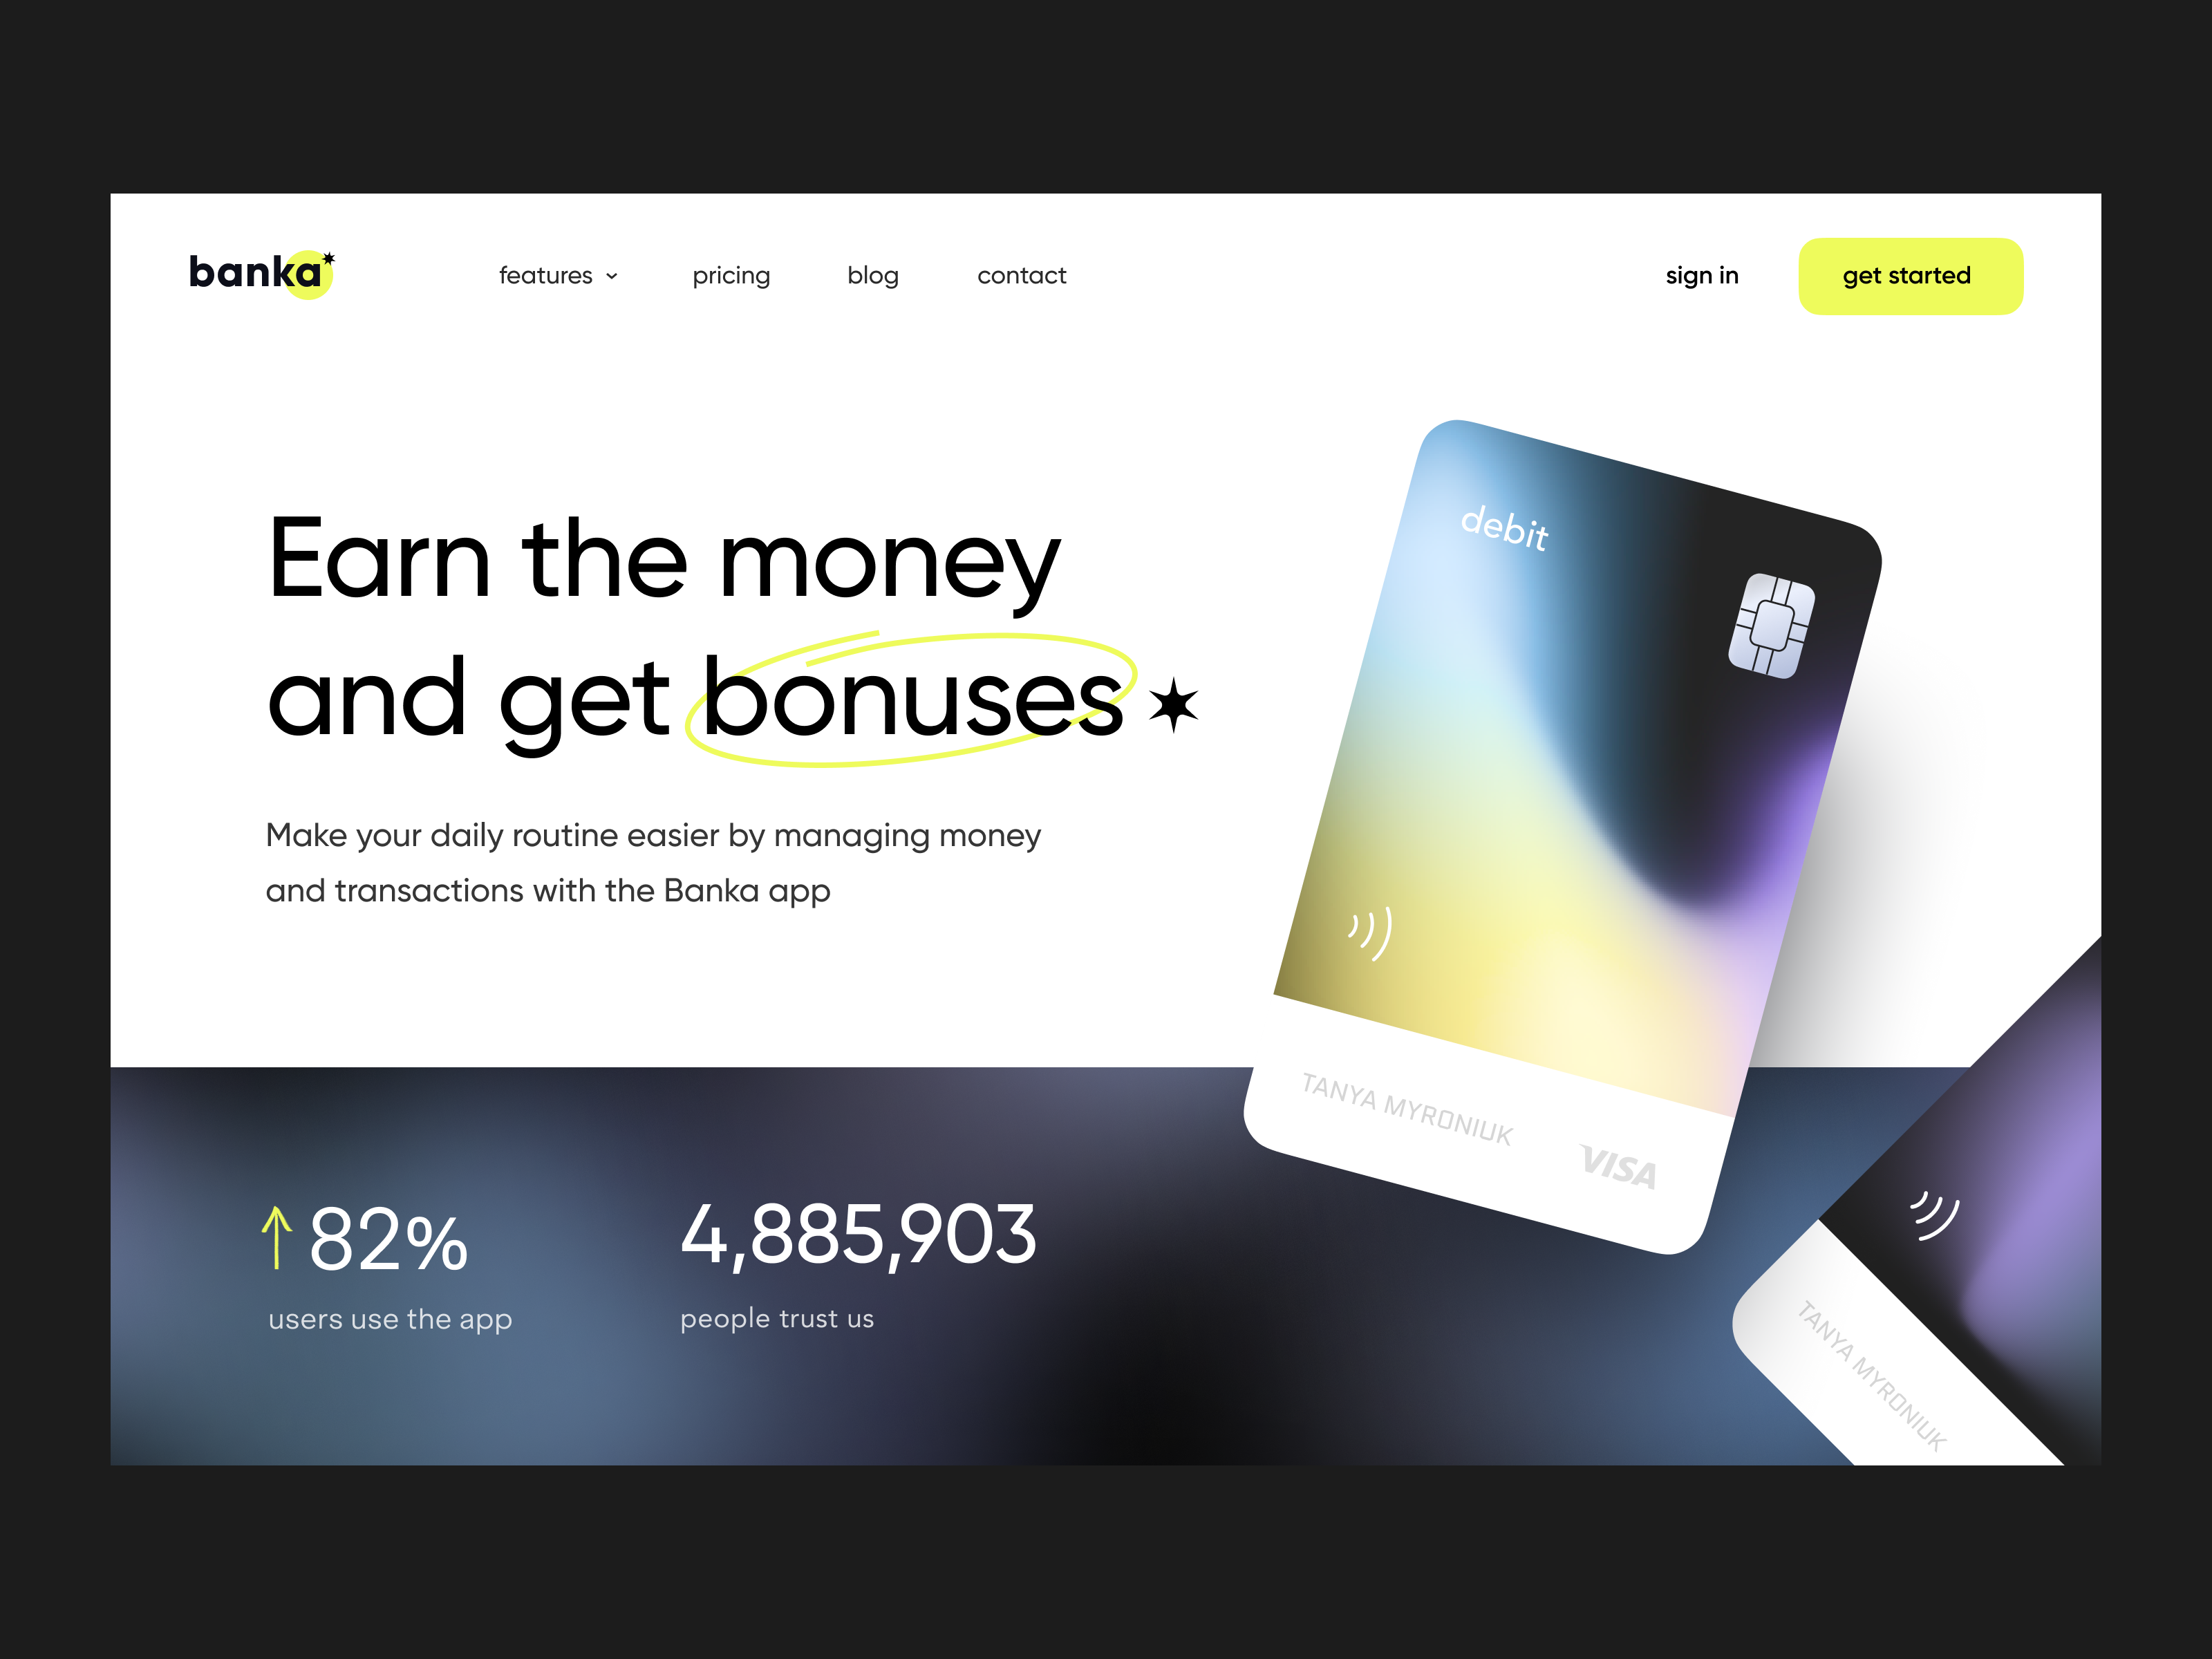 banka
features
pricing
blog
contact
sign in
get started
Earn the money
and get bonuses
Make your daily routine easier by managing money
and transactions with the Banka app
debit
TANYA MYRONIUK
VISA
82%
users use the app
4,885,903
people trust us
TANYA MYRONIUK